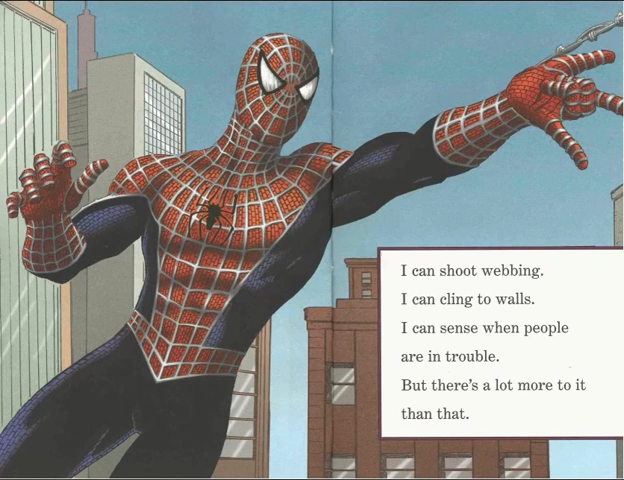 I can shoot webbing.
I can cling to walls.
I can sense when people
are in trouble.
But there's a lot more to it
than that.